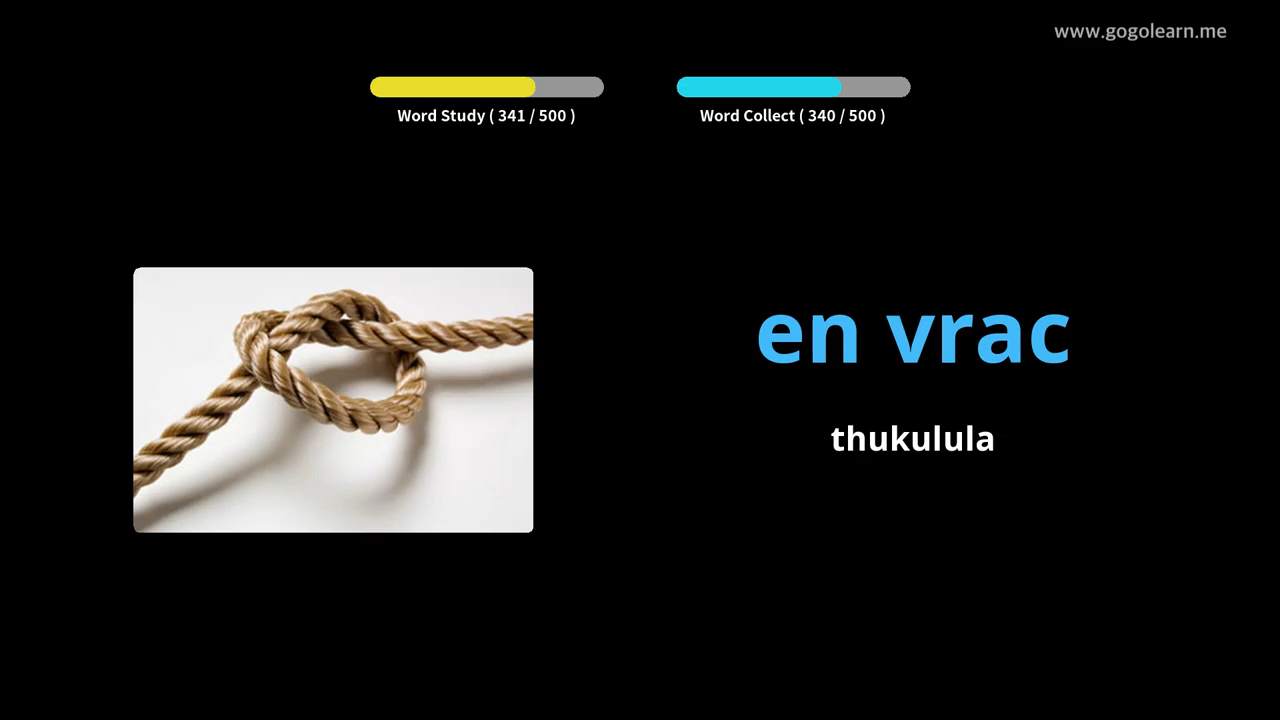 www.gogolearn.me
Word Study ( 341 / 500 )
Word Collect ( 340 / 500 )
en vrac
thukulula